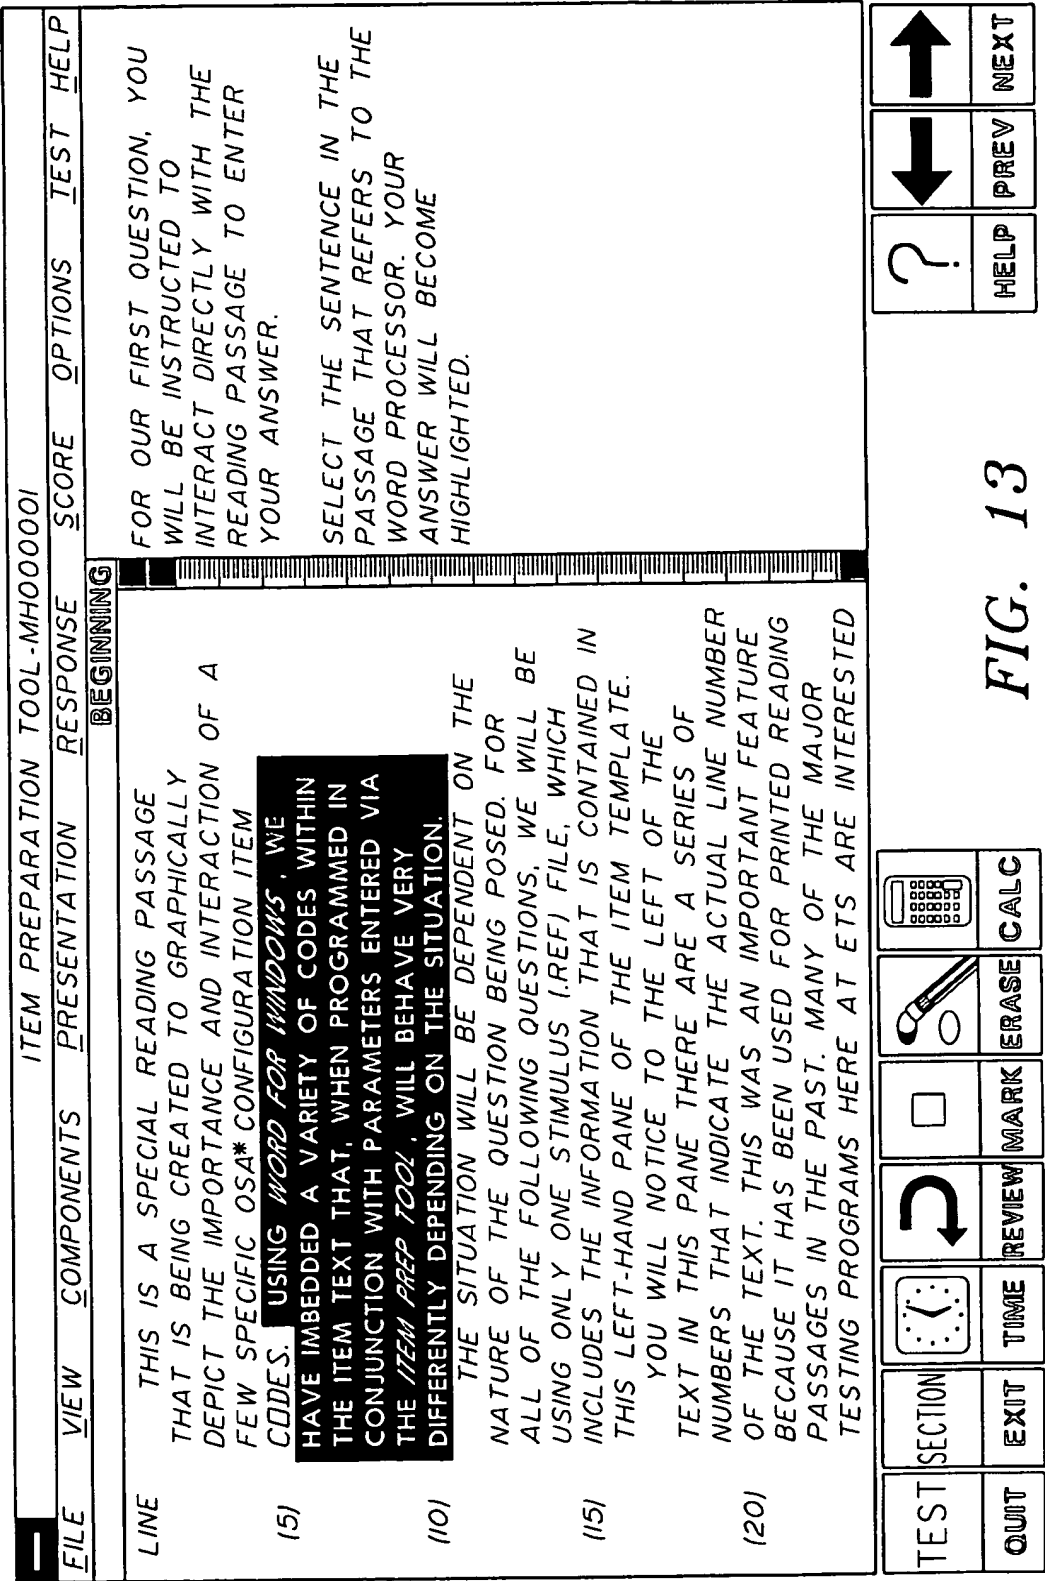 ITEM PREPARATION TOOL-MH000001
FILE VIEW COMPONENTS PRESENTATION RESPONSE SCORE OPTIONS TEST HELP
BEGINNING
LINE THIS IS A SPECIAL READING PASSAGE
THAT IS BEING CREATED TO GRAPHICALLY
DEPICT THE IMPORTANCE AND INTERACTION OF A
FEW SPECIFIC OSA* CONFIGURATION ITEM
(5) CODES. USING WORD FOR WINDOWS, WE
HAVE IMBEDDED A VARIETY OF CODES WITHIN
THE ITEM TEXT THAT, WHEN PROGRAMMED IN
CONJUNCTION WITH PARAMETERS ENTERED VIA
THE ITEM PREP TOOL, WILL BEHAVE VERY
(10) DIFFERENTLY DEPENDING ON THE SITUATION.
THE SITUATION WILL BE DEPENDENT ON THE
NATURE OF THE QUESTION BEING POSED. FOR
ALL OF THE FOLLOWING QUESTIONS, WE WILL BE
USING ONLY ONE STIMULUS (.REF) FILE, WHICH
(15) INCLUDES THE INFORMATION THAT IS CONTAINED IN
THIS LEFT-HAND PANE OF THE ITEM TEMPLATE.
YOU WILL NOTICE TO THE LEFT OF THE
TEXT IN THIS PANE THERE ARE A SERIES OF
NUMBERS THAT INDICATE THE ACTUAL LINE NUMBER
(20) OF THE TEXT. THIS WAS AN IMPORTANT FEATURE
BECAUSE IT HAS BEEN USED FOR PRINTED READING
PASSAGES IN THE PAST. MANY OF THE MAJOR
TESTING PROGRAMS HERE AT ETS ARE INTERESTED
FOR OUR FIRST QUESTION, YOU
WILL BE INSTRUCTED TO
INTERACT DIRECTLY WITH THE
READING PASSAGE TO ENTER
YOUR ANSWER.
SELECT THE SENTENCE IN THE
PASSAGE THAT REFERS TO THE
WORD PROCESSOR. YOUR
ANSWER WILL BECOME
HIGHLIGHTED.
TEST SECTION ?
QUIT EXIT TIME REVIEW MARK ERASE CALC HELP PREV NEXT
FIG. 13